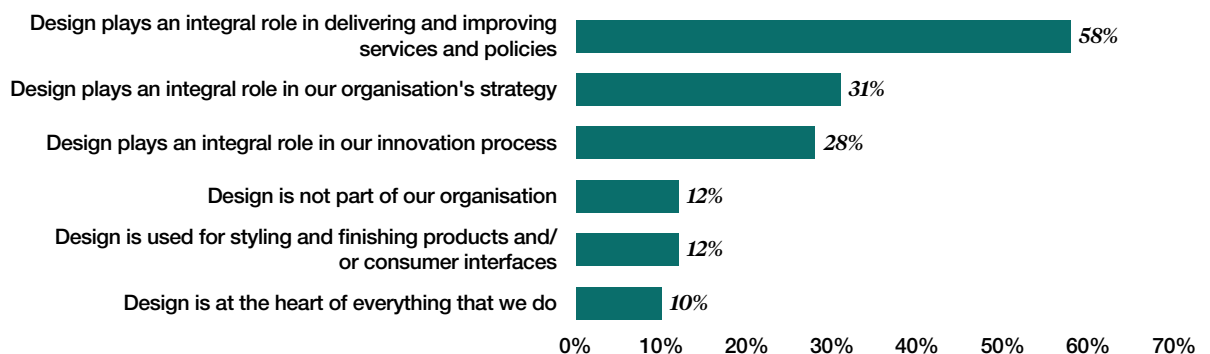 Design plays an integral role in delivering and improving
services and policies
58%
Design plays an integral role in our organisation's strategy
31%
Design plays an integral role in our innovation process
28%
Design is not part of our organisation
12%
Design is used for styling and finishing products and/
or consumer interfaces
12%
Design is at the heart of everything that we do
10%
0% 10% 20% 30% 40% 50% 60% 70%